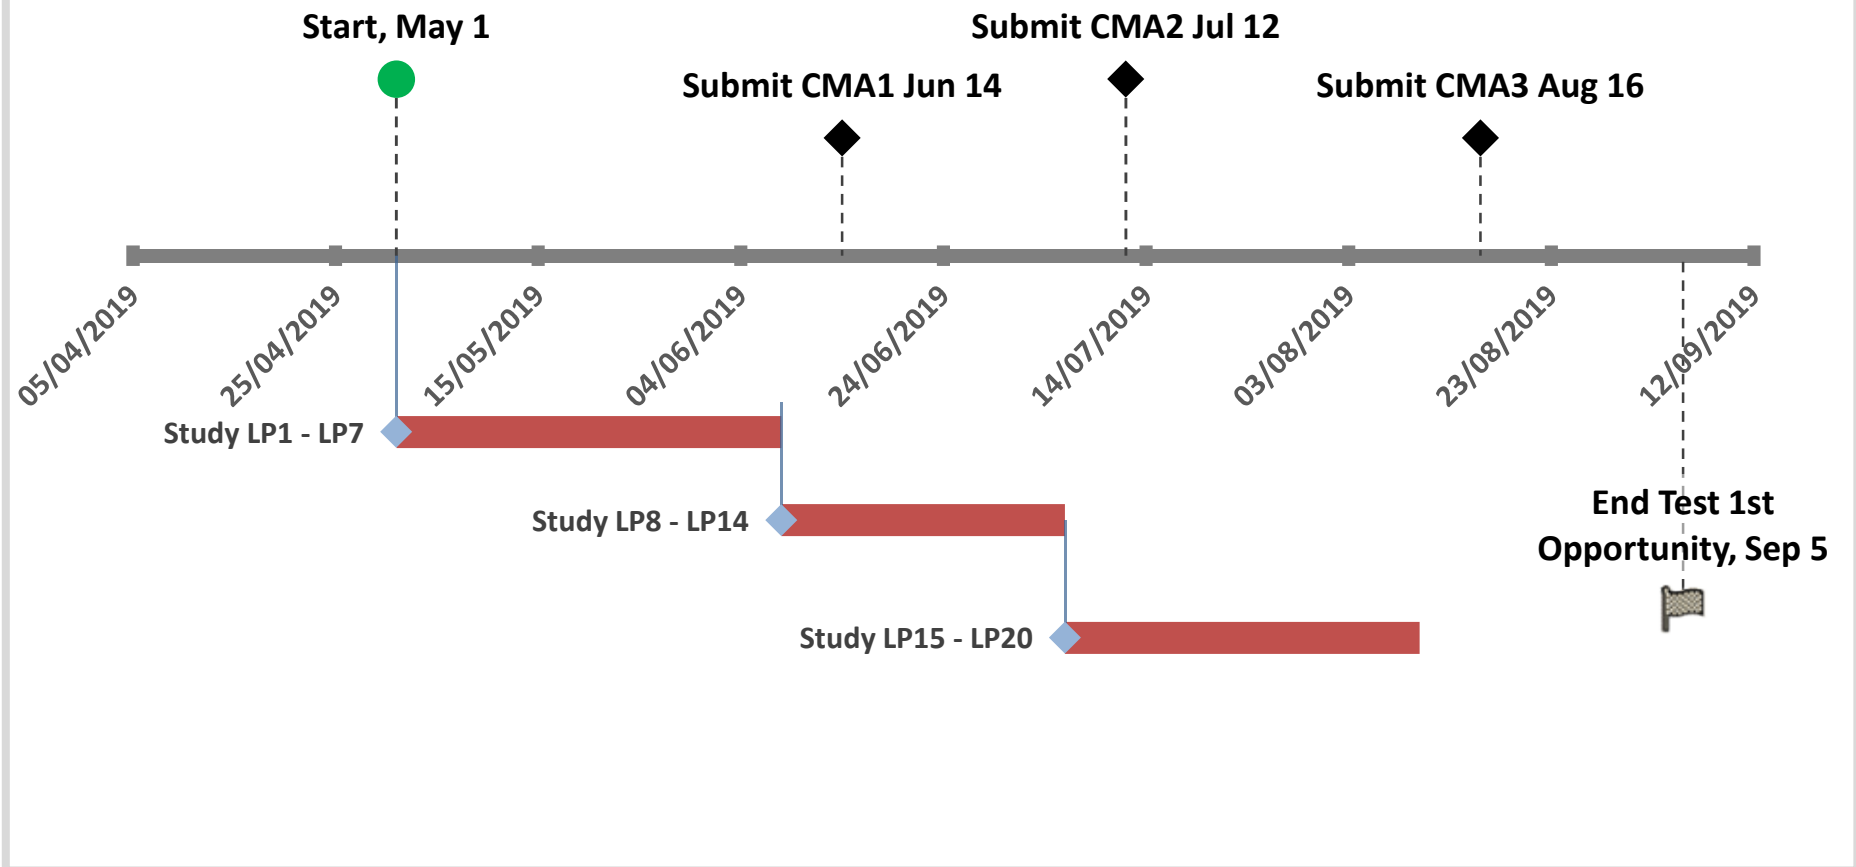 Start, May 1
Submit CMA2 Jul 12
Submit CMA1 Jun 14
Submit CMA3 Aug 16
05/04/2019
25/04/2019
15/05/2019
04/06/2019
24/06/2019
14/07/2019
03/08/2019
23/08/2019
12/09/2019
Study LP1 - LP7
Study LP8 - LP14
End Test 1st
Opportunity, Sep 5
Study LP15 - LP20